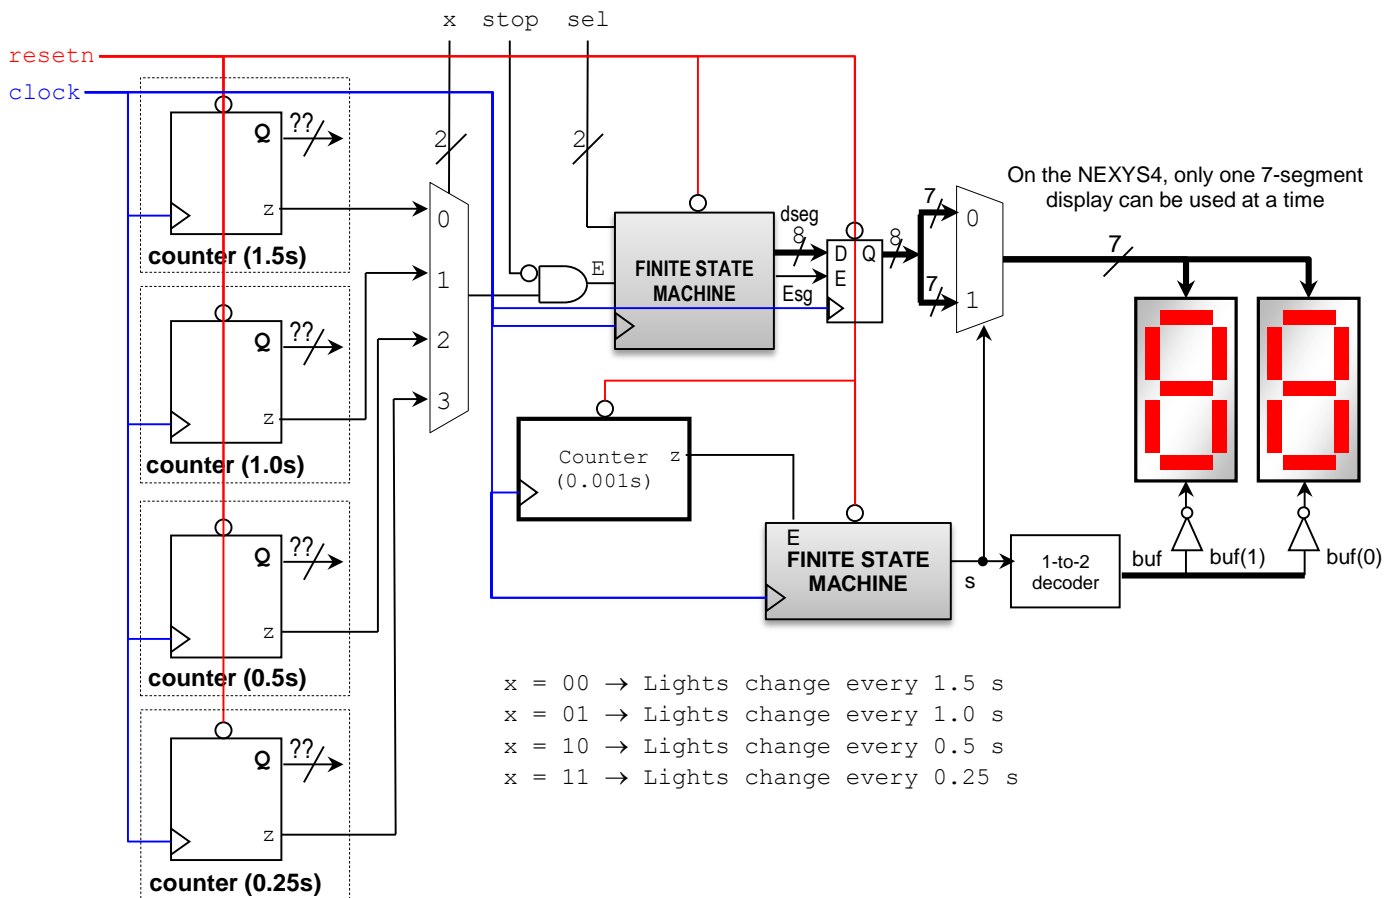 x stop sel
resetn
clock
Q ??
z
counter (1.5s)
Q ??
z
counter (1.0s)
Q ??
z
counter (0.5s)
Q ??
z
counter (0.25s)
2
0
1
2
3
2
E
FINITE STATE
MACHINE
dseg
8
Esg
D Q
E
8
7
7
0
1
On the NEXYS4, only one 7-segment
display can be used at a time
7
Counter z
(0.001s)
E
FINITE STATE
MACHINE
s
1-to-2
decoder
buf
buf(1)
buf(0)
x = 00 → Lights change every 1.5 s
x = 01 → Lights change every 1.0 s
x = 10 → Lights change every 0.5 s
x = 11 → Lights change every 0.25 s